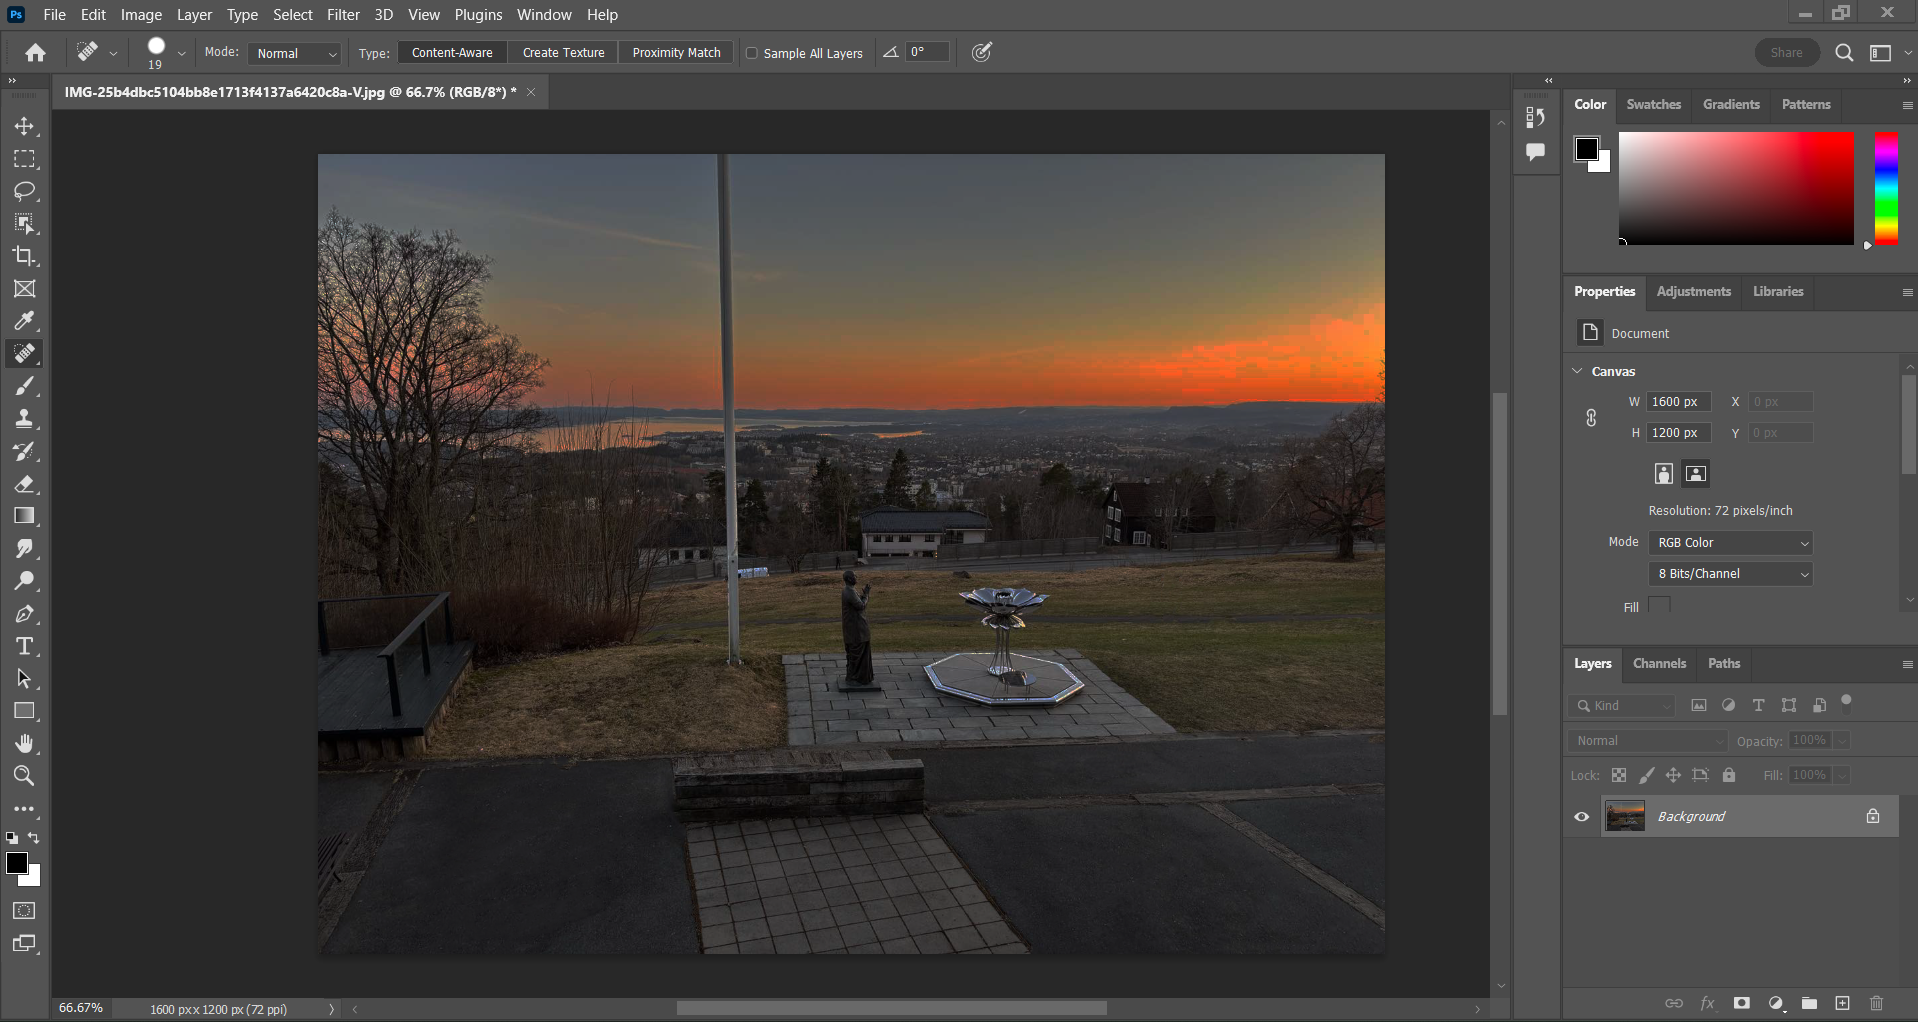 Ps File Edit Image Layer Type Select Filter 3D View Plugins Window Help
19 Mode: Normal Type: Content-Aware Create Texture Proximity Match Sample All Layers 0° Share
IMG-25b4dbc5104bb8e1713f4137a6420c8a-V.jpg @ 66.7% (RGB/8*) *
Color Swatches Gradients Patterns
Properties Adjustments Libraries
Document
Canvas
W 1600 px X 0 px
H 1200 px Y 0 px
Resolution: 72 pixels/inch
Mode RGB Color
8 Bits/Channel
Fill
Layers Channels Paths
Kind
Normal Opacity: 100%
Lock: Fill: 100%
Background
66.67% 1600 px x 1200 px (72 ppi)
fx